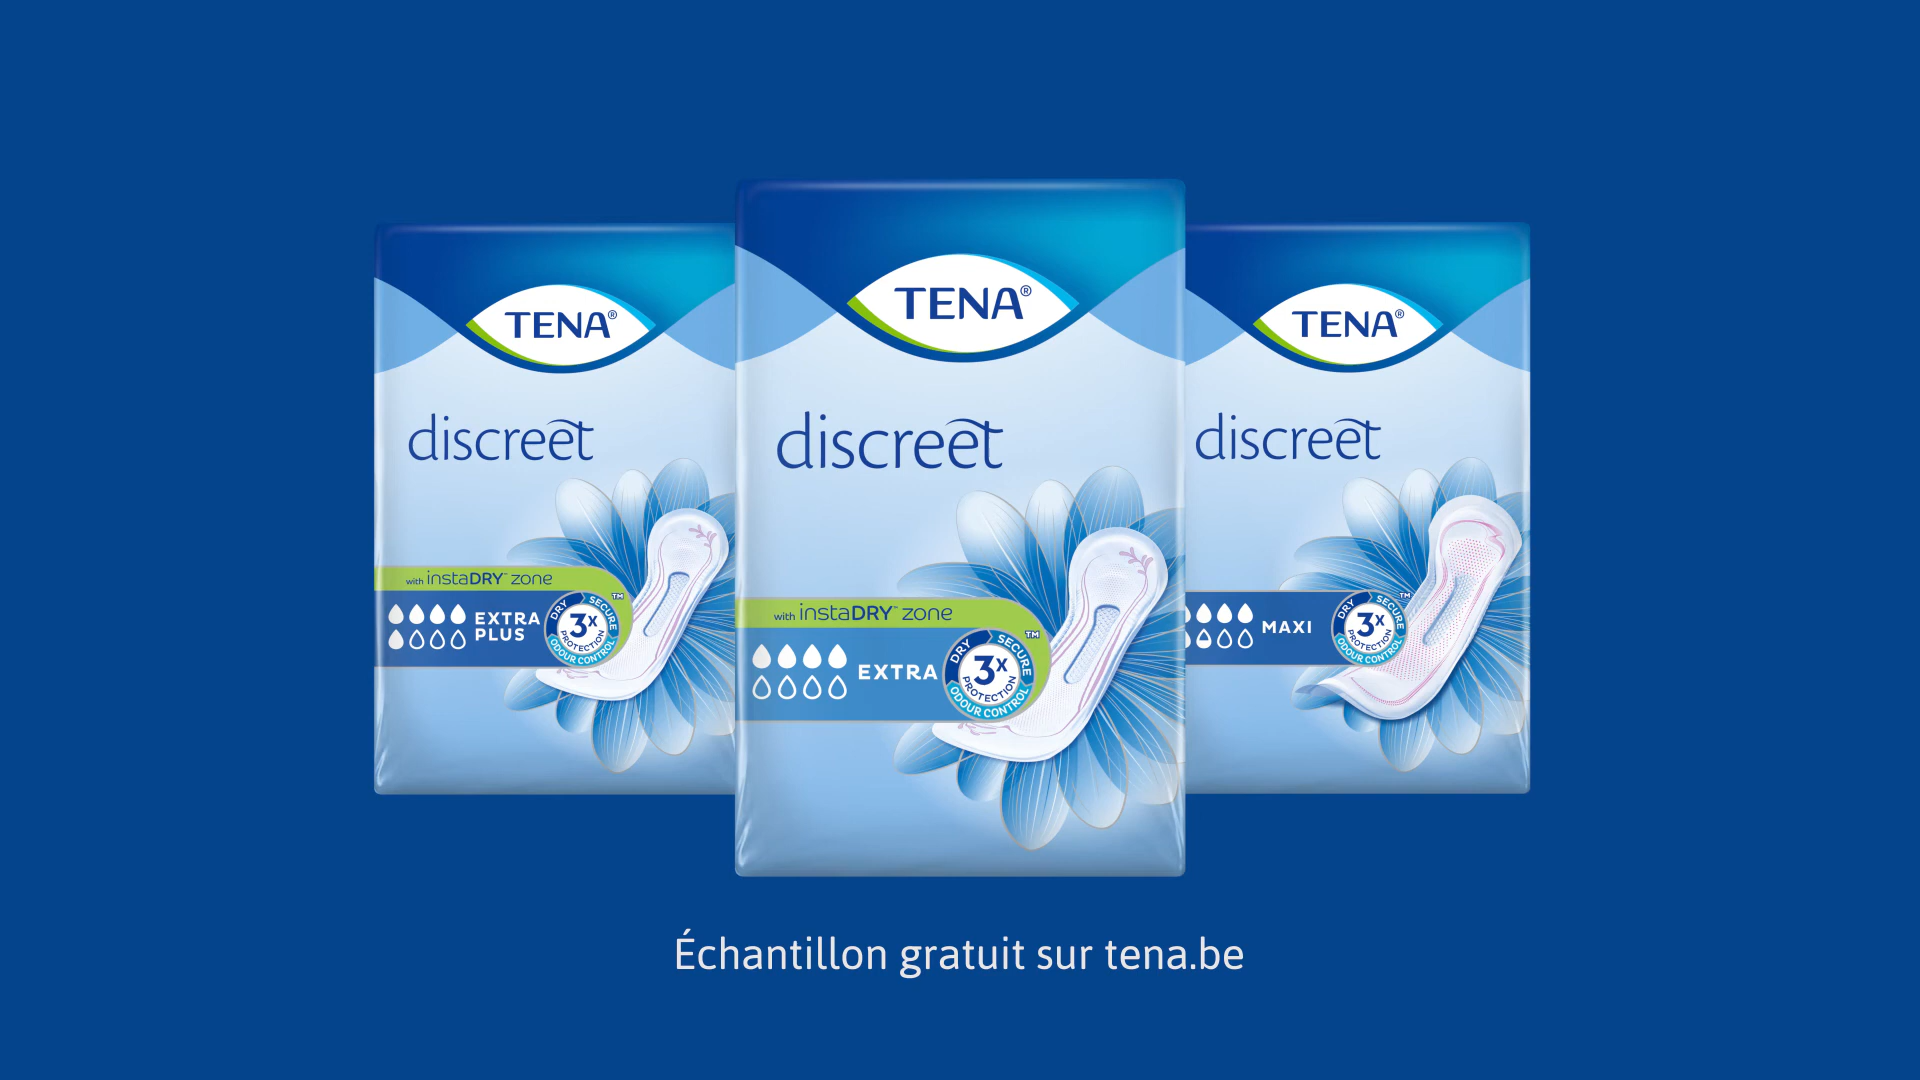 TENA®
discreet
with instaDRY™ zone
EXTRA
PLUS
DRY SECURE ODOUR CONTROL
3x
PROTECTION
TM
TENA®
discreet
with instaDRY™ zone
EXTRA
DRY SECURE ODOUR CONTROL
3x
PROTECTION
TM
TENA®
discreet
MAXI
DRY SECURE ODOUR CONTROL
3x
PROTECTION
TM
Échantillon gratuit sur tena.be